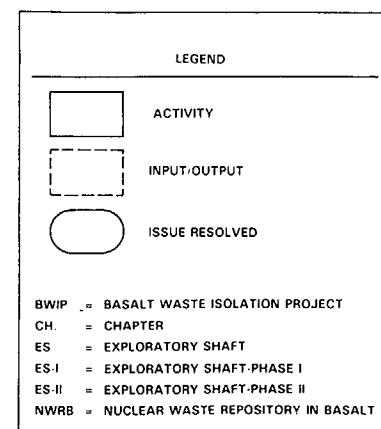 LEGEND
ACTIVITY
INPUT/OUTPUT
ISSUE RESOLVED
BWIP = BASALT WASTE ISOLATION PROJECT
CH. = CHAPTER
ES = EXPLORATORY SHAFT
ES-I = EXPLORATORY SHAFT-PHASE I
ES-II = EXPLORATORY SHAFT-PHASE II
NWRB = NUCLEAR WASTE REPOSITORY IN BASALT